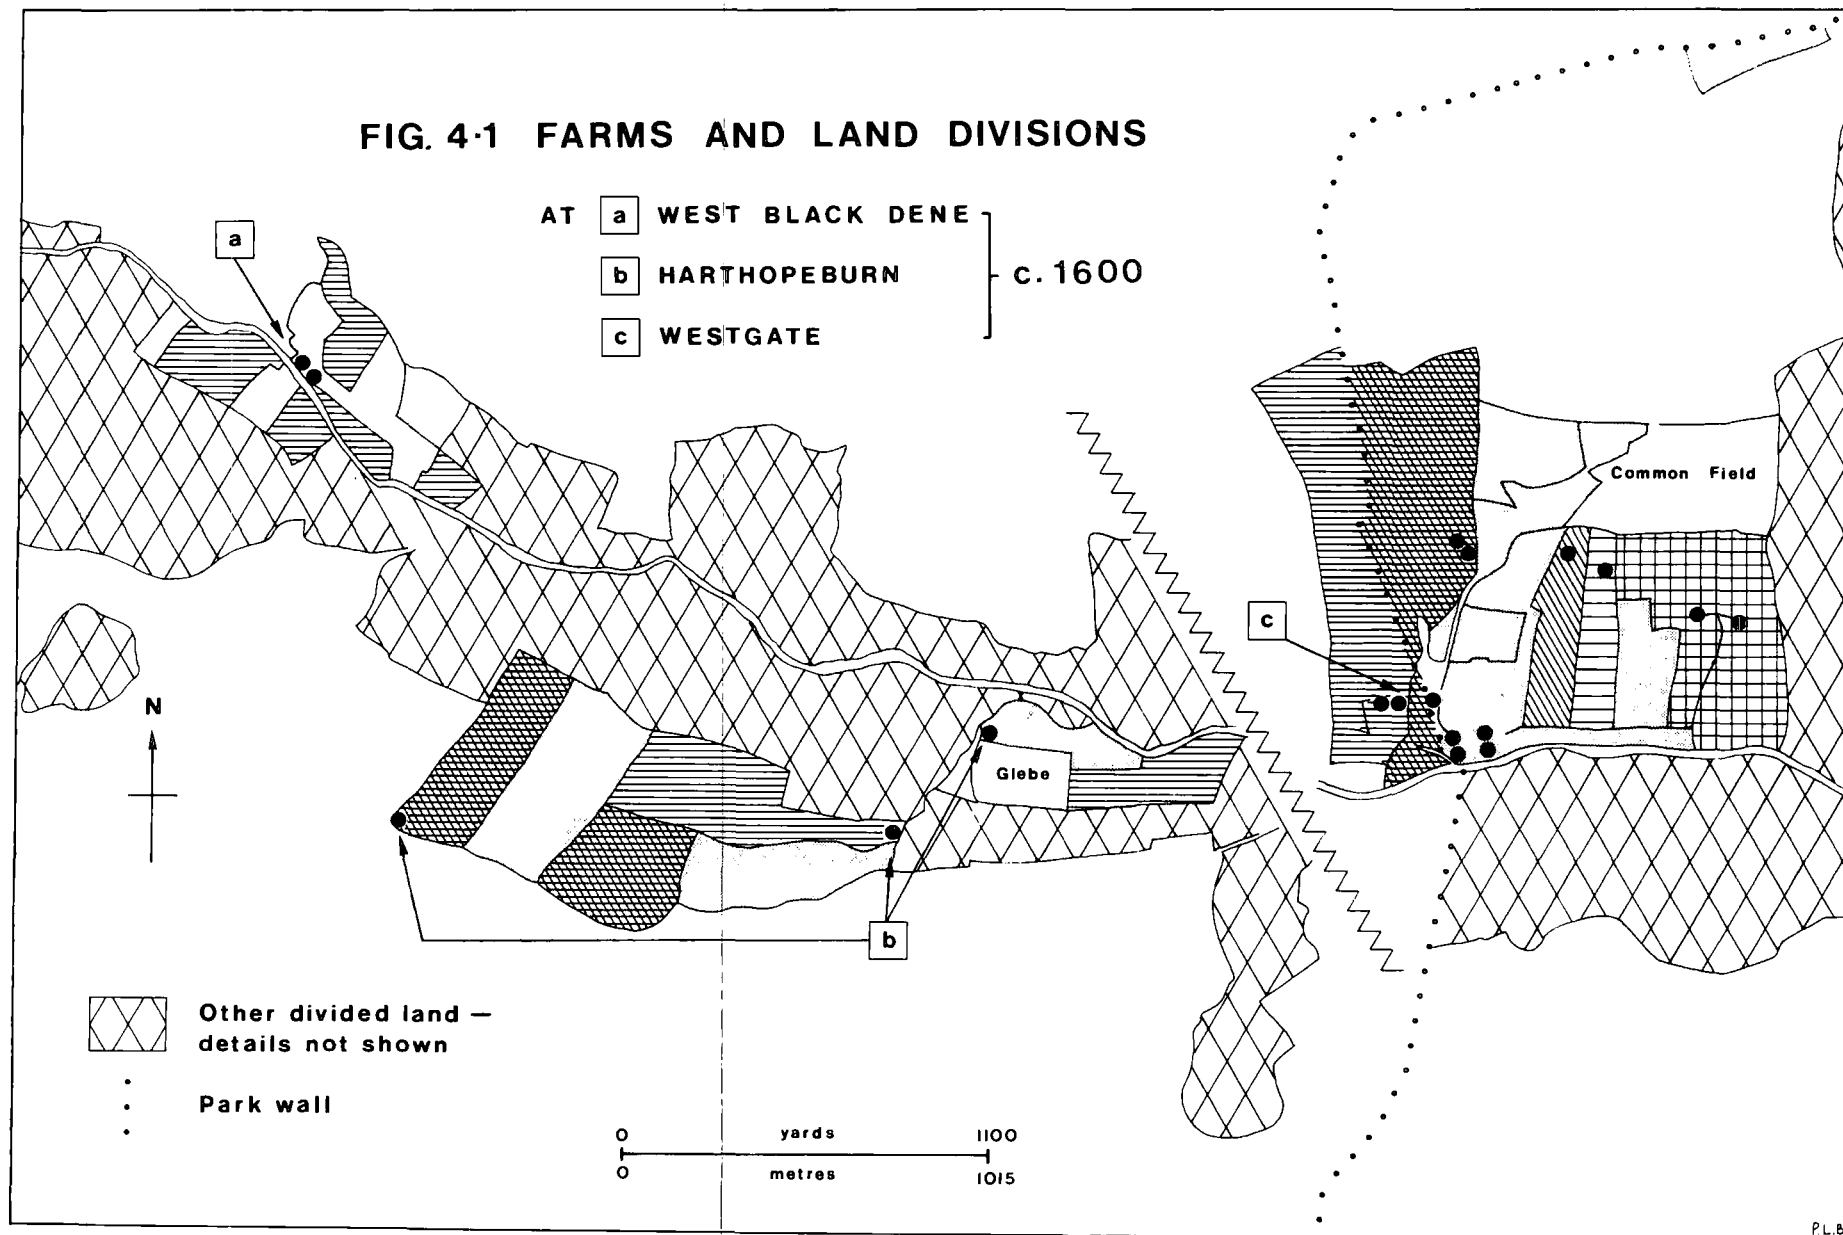 FIG. 4·1 FARMS AND LAND DIVISIONS
AT a WEST BLACK DENE
b HARTHOPEBURN
c. 1600
c WESTGATE
a
Common Field
c
N
Glebe
b
Other divided land —
details not shown
Park wall
0 yards 1100
0 metres 1015
P.L.B